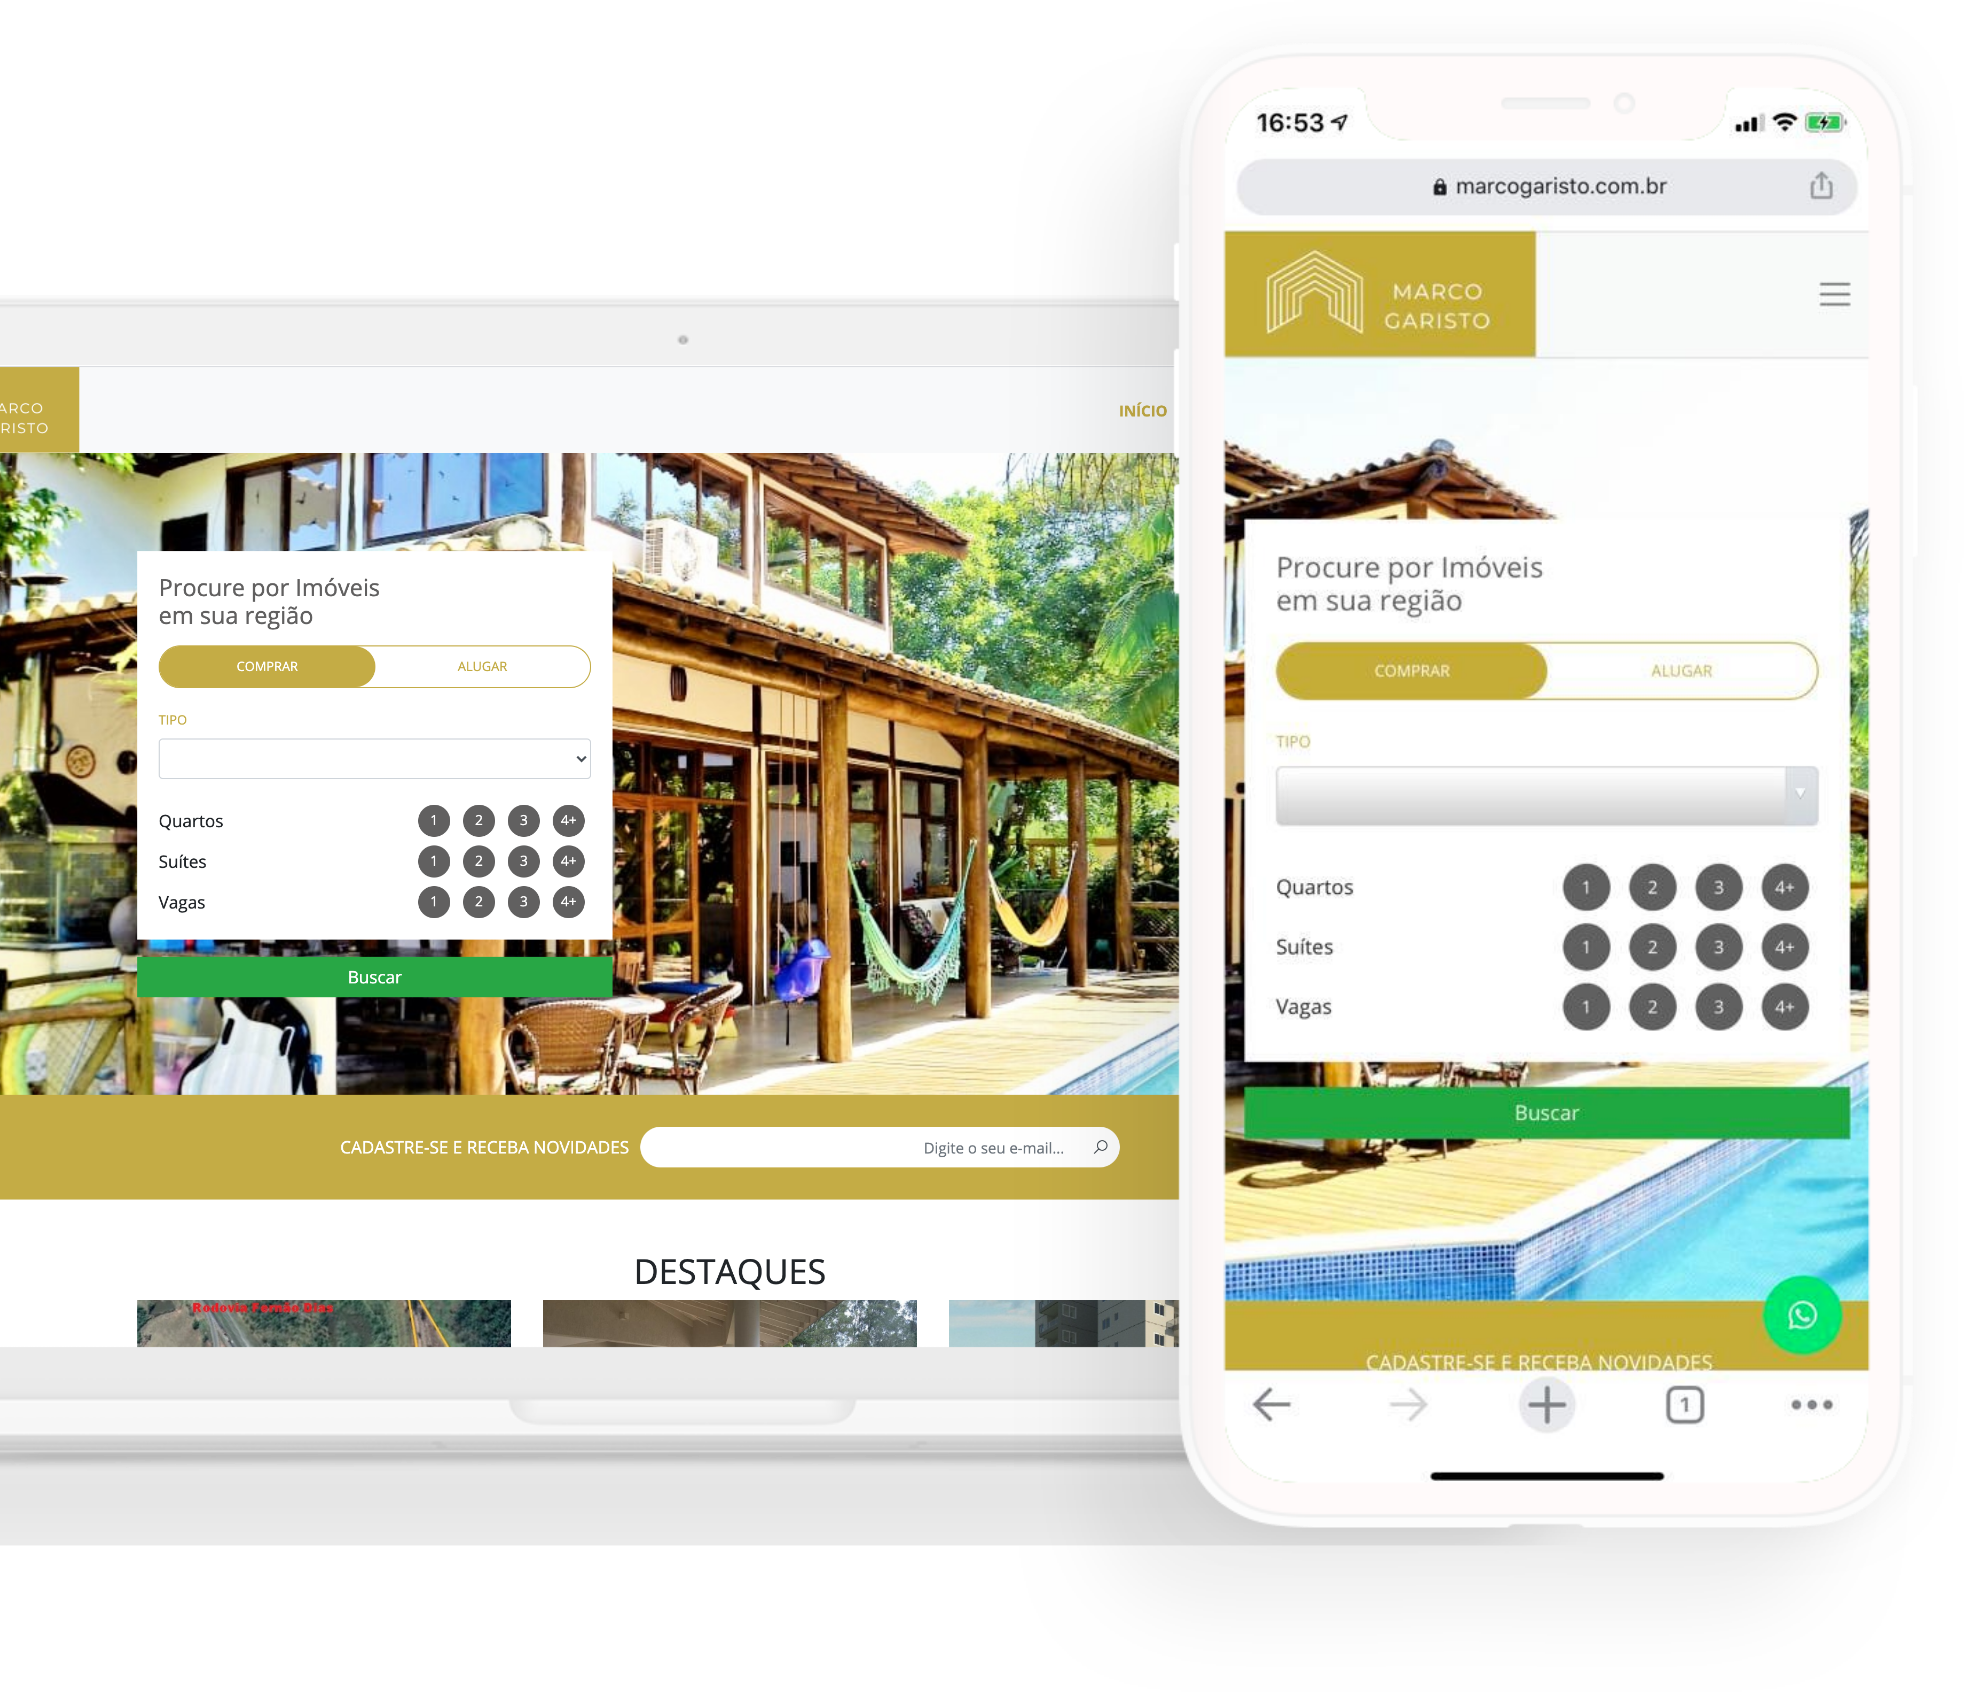 ARCO
RISTO
INÍCIO
Procure por Imóveis
em sua região
COMPRAR ALUGAR
TIPO
Quartos 1 2 3 4+
Suítes 1 2 3 4+
Vagas 1 2 3 4+
Buscar
CADASTRE-SE E RECEBA NOVIDADES Digite o seu e-mail...
DESTAQUES
Rodovia Fernão Dias
16:53
marcogaristo.com.br
MARCO
GARISTO
Procure por Imóveis
em sua região
COMPRAR ALUGAR
TIPO
Quartos 1 2 3 4+
Suítes 1 2 3 4+
Vagas 1 2 3 4+
Buscar
CADASTRE-SE E RECEBA NOVIDADES
1